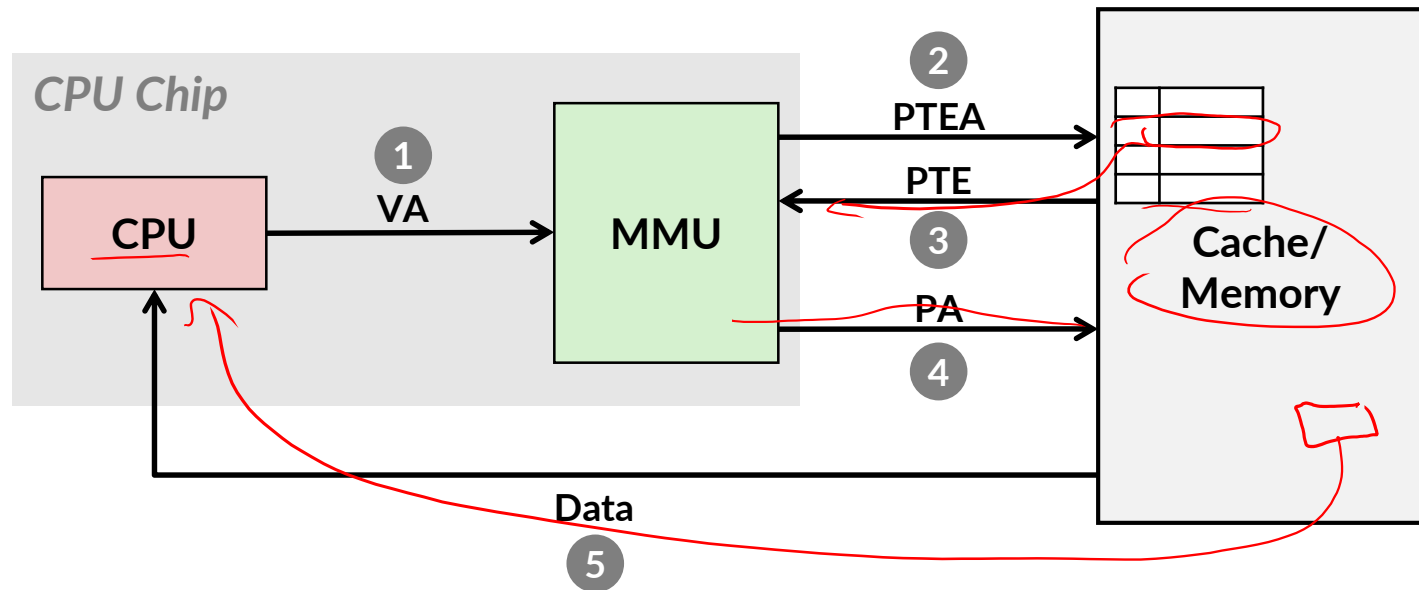 CPU Chip
2
PTEA
1
VA
PTE
CPU
MMU
3
Cache/
Memory
PA
4
Data
5